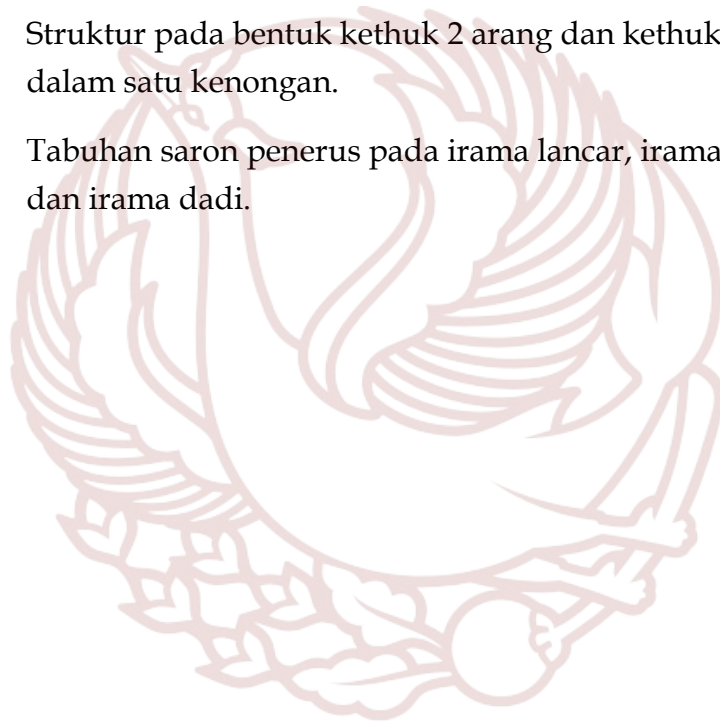 Struktur pada bentuk kethuk 2 arang dan kethuk
dalam satu kenongan.
Tabuhan saron penerus pada irama lancar, irama
dan irama dadi.